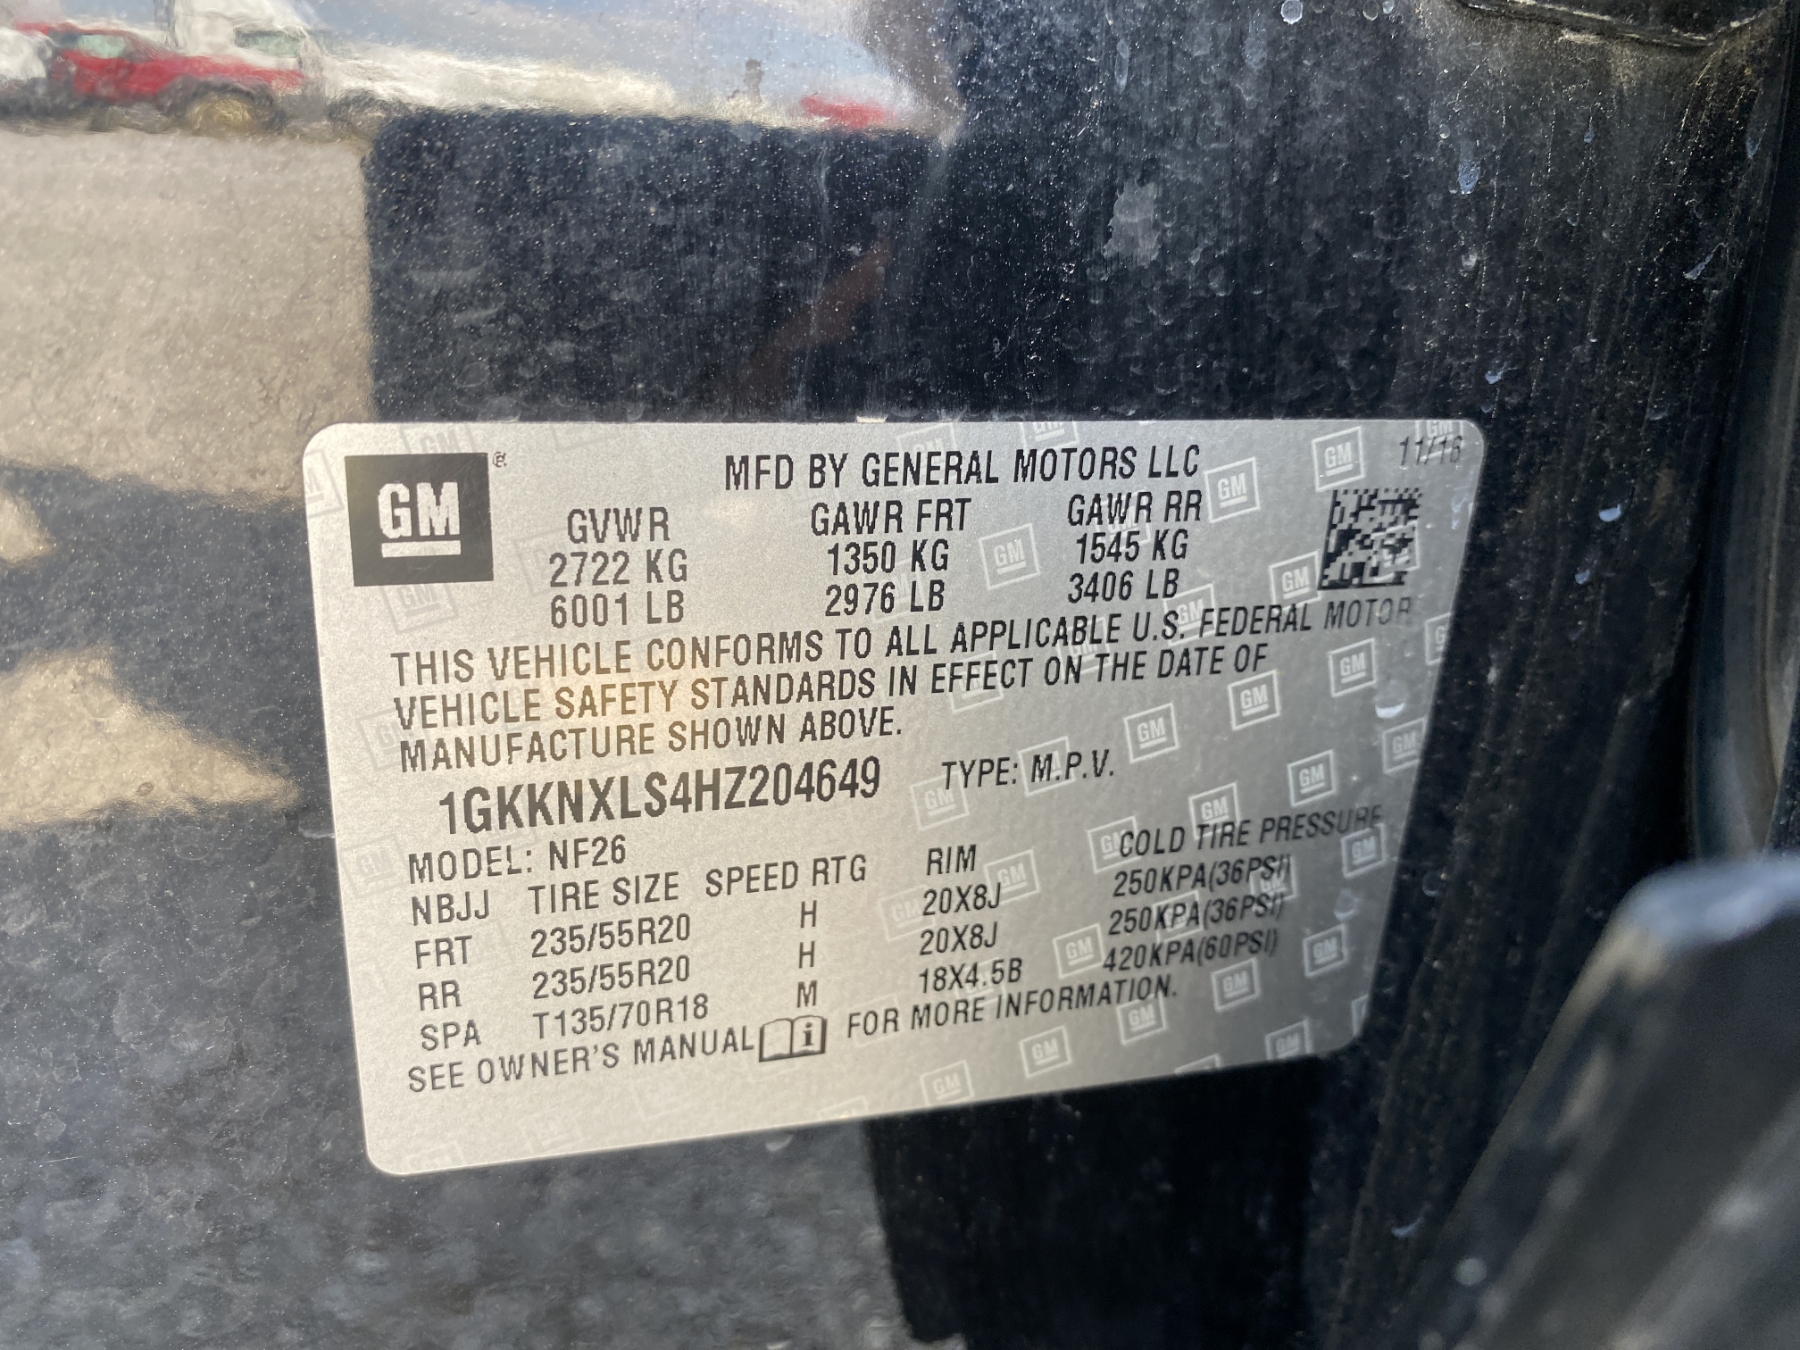 GM
MFD BY GENERAL MOTORS LLC 11/16
GVWR GAWR FRT GAWR RR
2722 KG 1350 KG 1545 KG
6001 LB 2976 LB 3406 LB
THIS VEHICLE CONFORMS TO ALL APPLICABLE U.S. FEDERAL MOTOR
VEHICLE SAFETY STANDARDS IN EFFECT ON THE DATE OF
MANUFACTURE SHOWN ABOVE.
1GKKNXLS4HZ204649 TYPE: M.P.V.
MODEL: NF26
NBJJ TIRE SIZE SPEED RTG RIM COLD TIRE PRESSURE
FRT 235/55R20 H 20X8J 250KPA(36PSI)
RR 235/55R20 H 20X8J 250KPA(36PSI)
SPA T135/70R18 M 18X4.5B 420KPA(60PSI)
SEE OWNER'S MANUAL i FOR MORE INFORMATION.